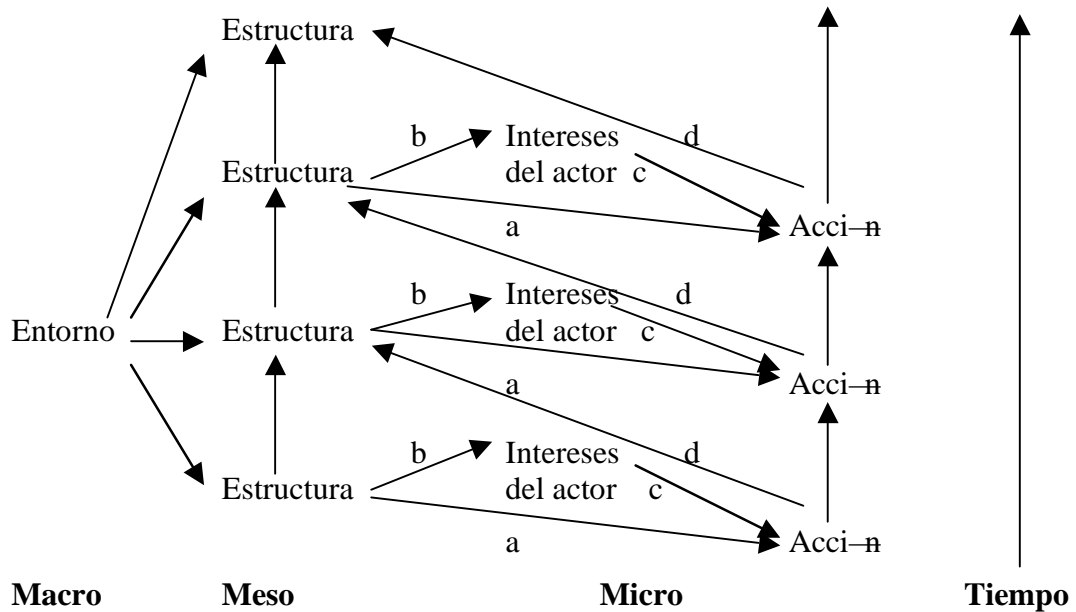 Estructura
b Intereses d
Estructura del actor c
a Acci—n
b Intereses d
Entorno Estructura del actor c
a Acci—n
b Intereses d
Estructura del actor c
a Acci—n
Macro Meso Micro Tiempo